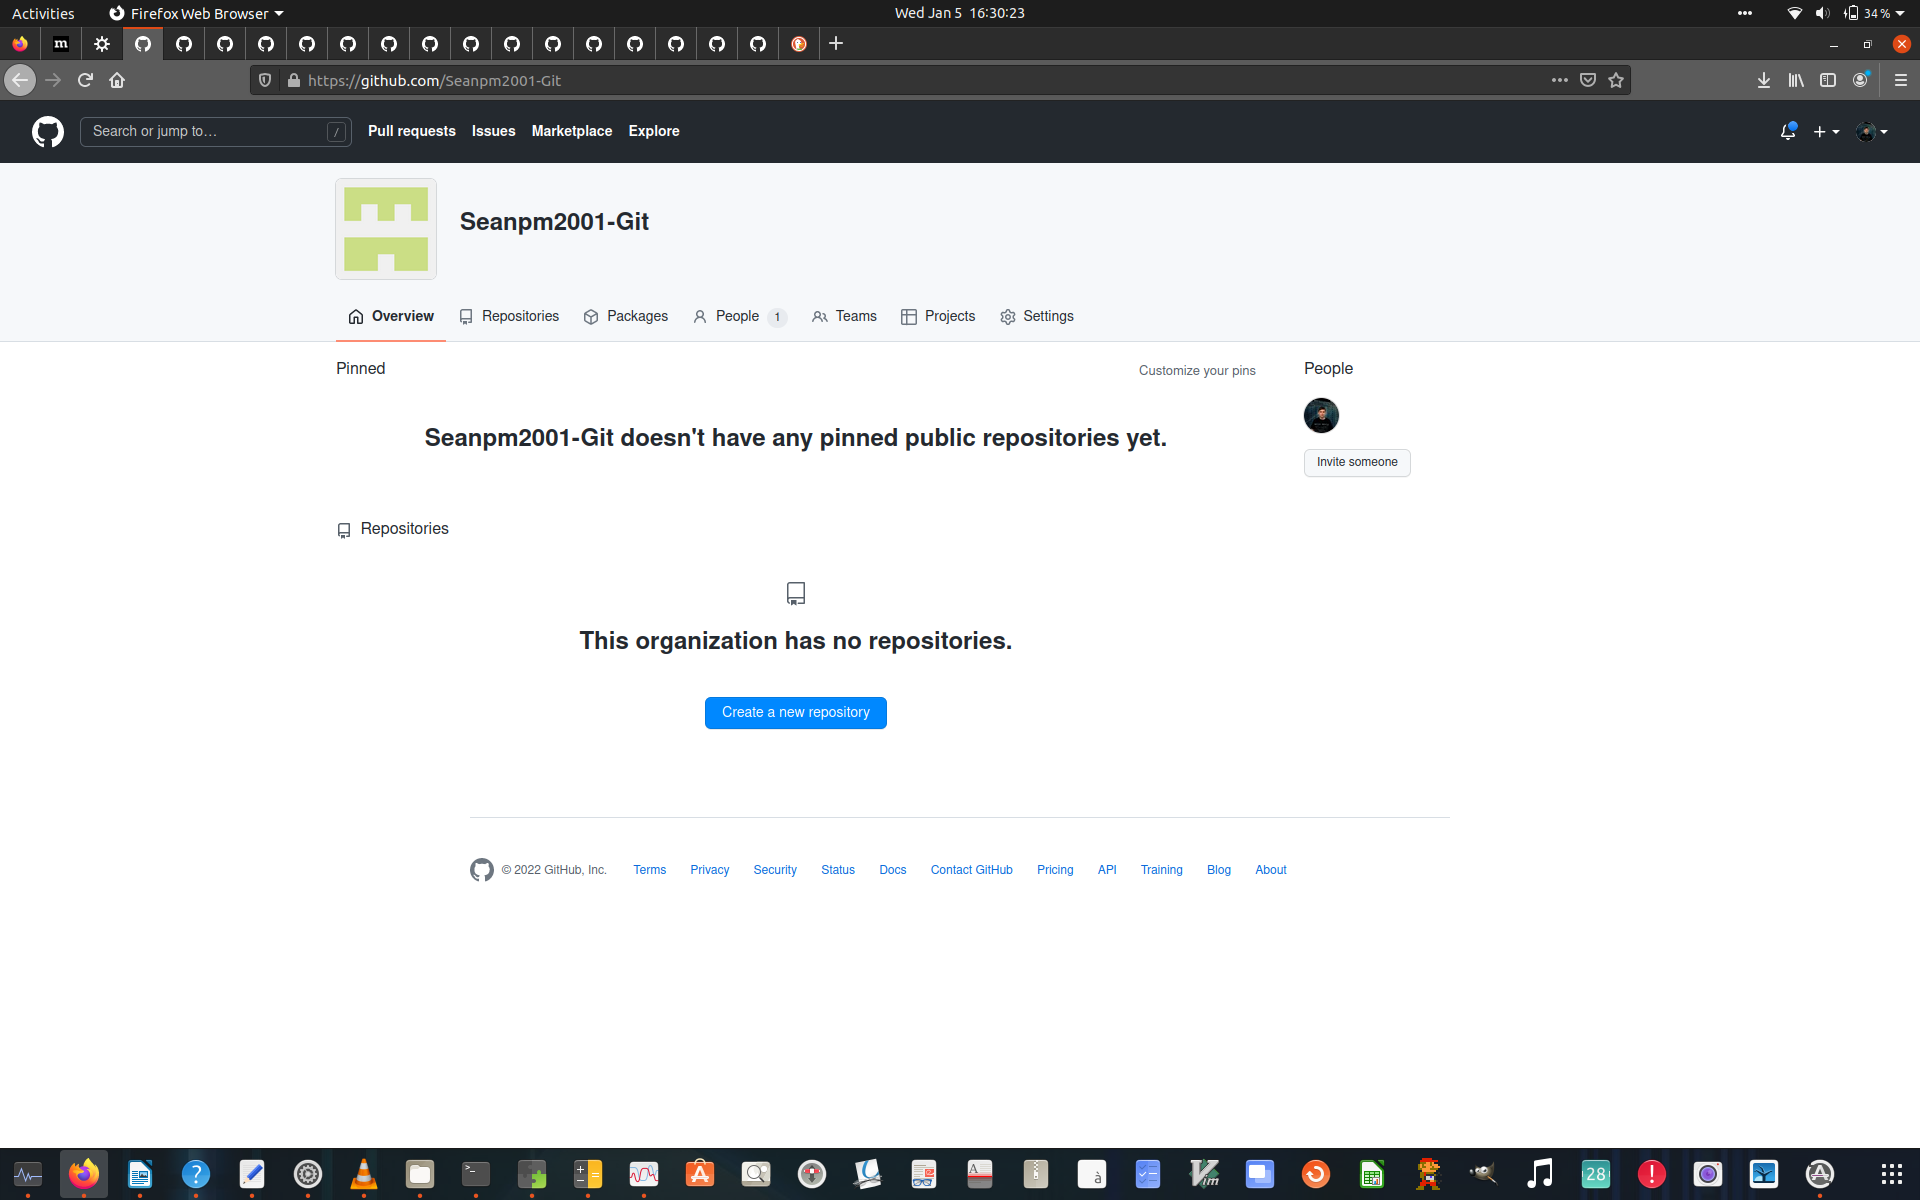 Activities
Firefox Web Browser
Wed Jan 5 16:30:23
34 %
m
https://github.com/Seanpm2001-Git
Search or jump to…
/
Pull requests
Issues
Marketplace
Explore
Seanpm2001-Git
Overview
Repositories
Packages
People 1
Teams
Projects
Settings
Pinned
Customize your pins
People
Seanpm2001-Git doesn't have any pinned public repositories yet.
Invite someone
Repositories
This organization has no repositories.
Create a new repository
© 2022 GitHub, Inc.
Terms
Privacy
Security
Status
Docs
Contact GitHub
Pricing
API
Training
Blog
About
?
>_
A
à
Vim
28
!